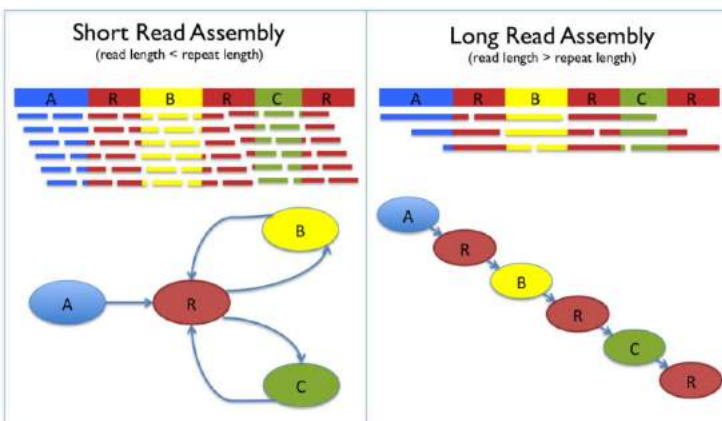 Short Read Assembly
(read length < repeat length)
A R B R C R
B
A R
C
Long Read Assembly
(read length > repeat length)
A R B R C R
A
R
B
R
C
R